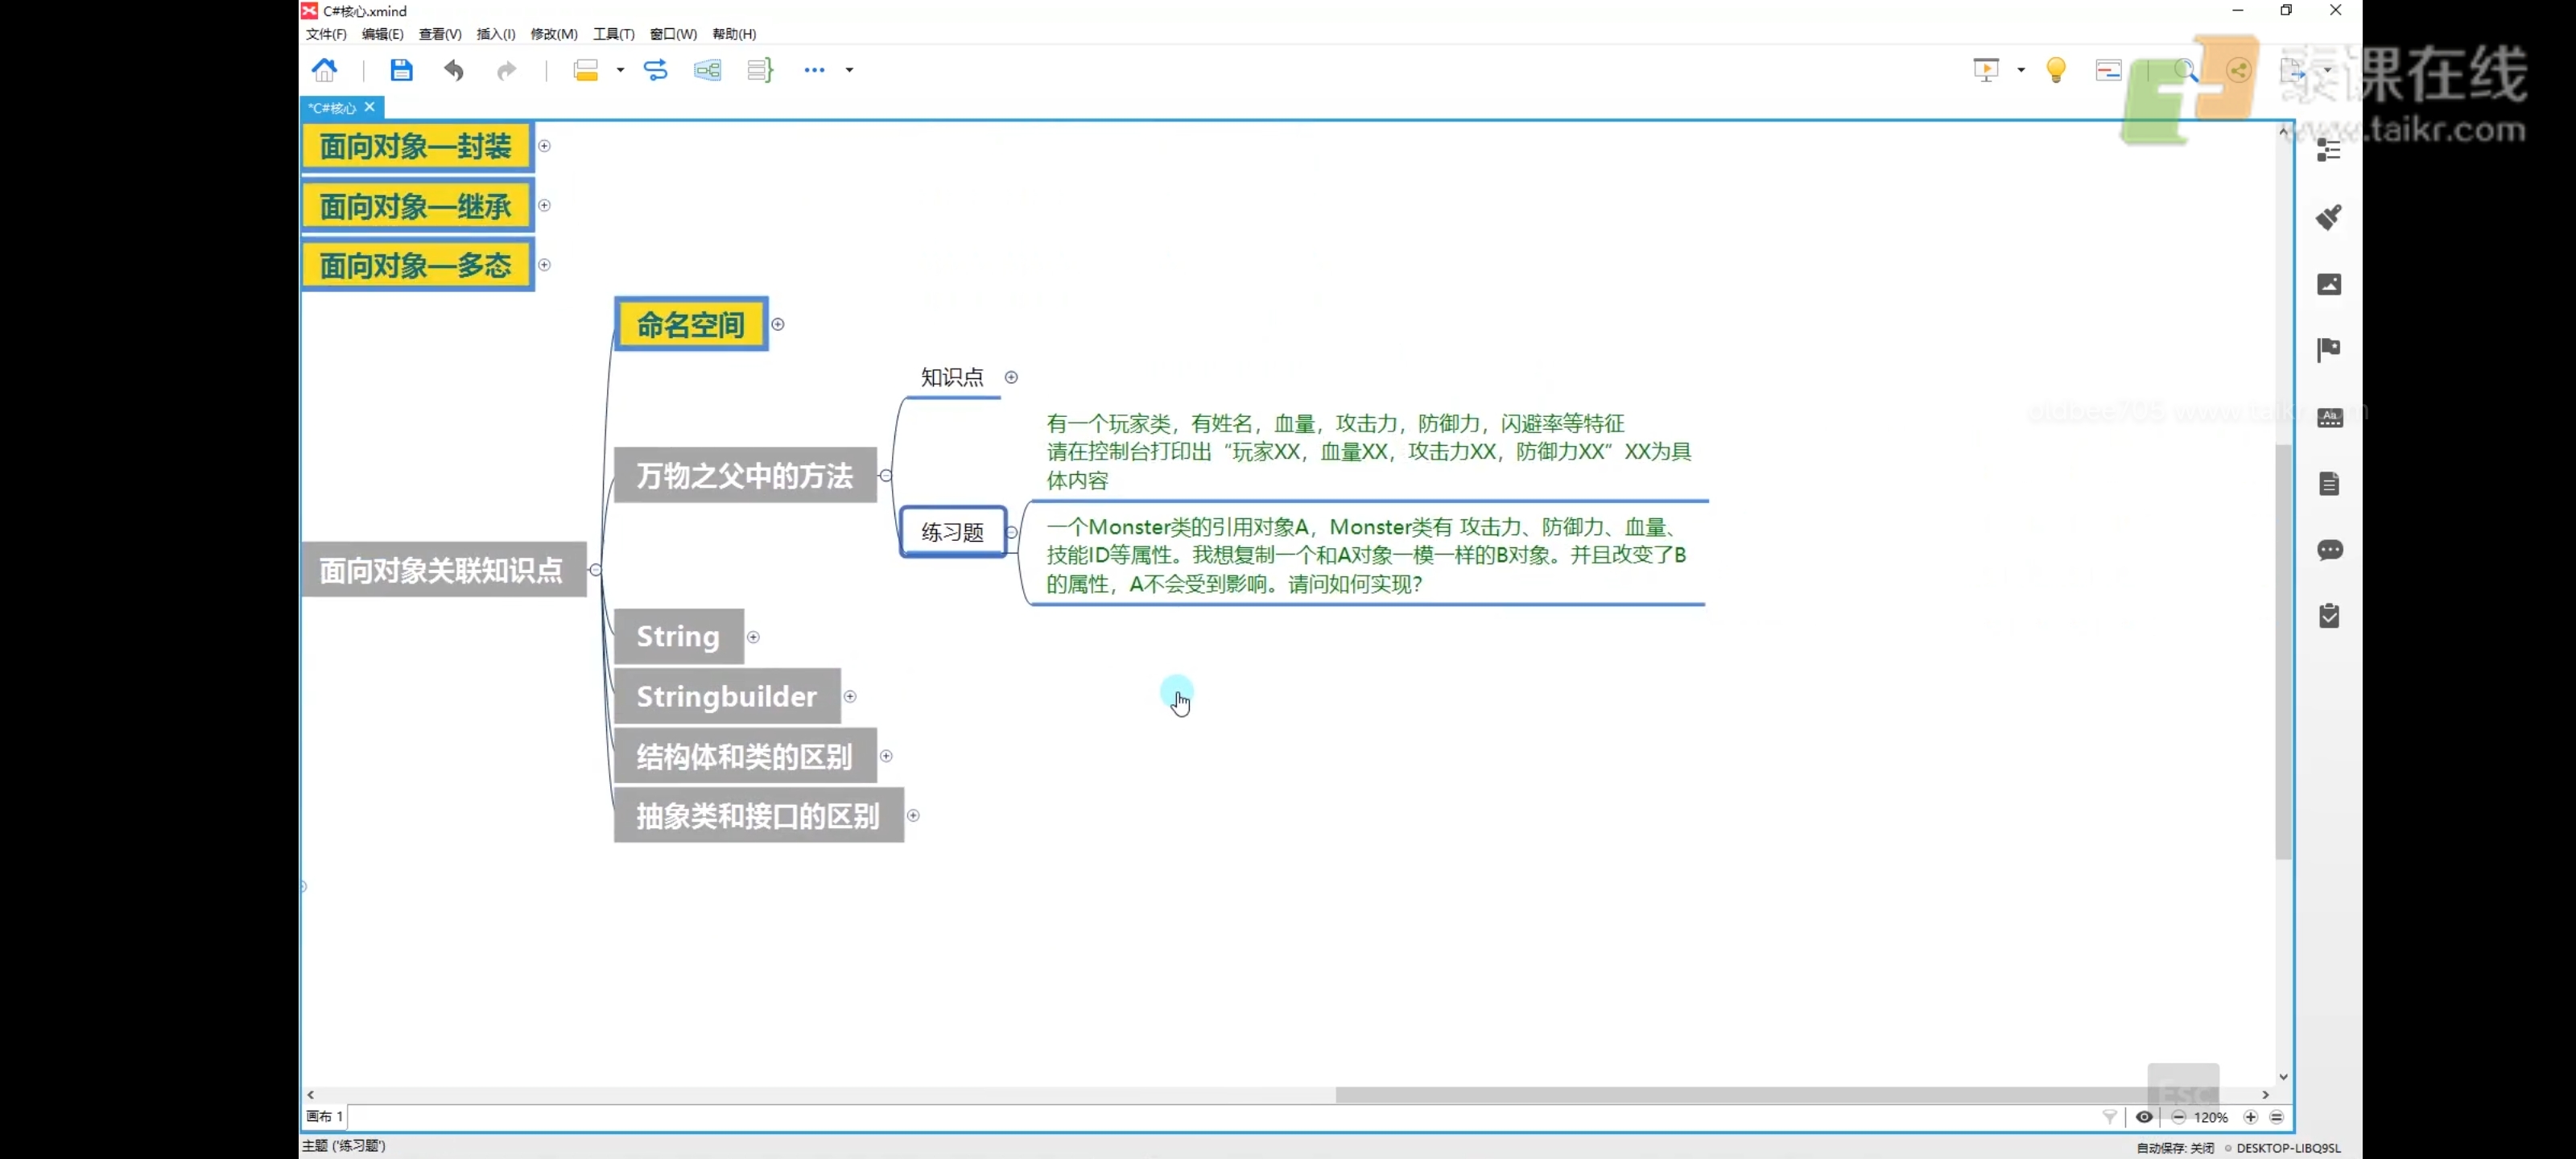 C#核心.xmind
文件(F) 编辑(E) 查看(V) 插入(I) 修改(M) 工具(T) 窗口(W) 帮助(H)
泰课在线
www.taikr.com
*C#核心
面向对象—封装
面向对象—继承
面向对象—多态
命名空间
知识点
有一个玩家类，有姓名，血量，攻击力，防御力，闪避率等特征
请在控制台打印出“玩家XX，血量XX，攻击力XX，防御力XX”XX为具
体内容
万物之父中的方法
练习题
一个Monster类的引用对象A，Monster类有 攻击力、防御力、血量、
技能ID等属性。我想复制一个和A对象一模一样的B对象。并且改变了B
的属性，A不会受到影响。请问如何实现？
面向对象关联知识点
String
Stringbuilder
结构体和类的区别
抽象类和接口的区别
Esc
画布 1
120%
主题 ('练习题')
自动保存: 关闭
DESKTOP-LIBQ9SL